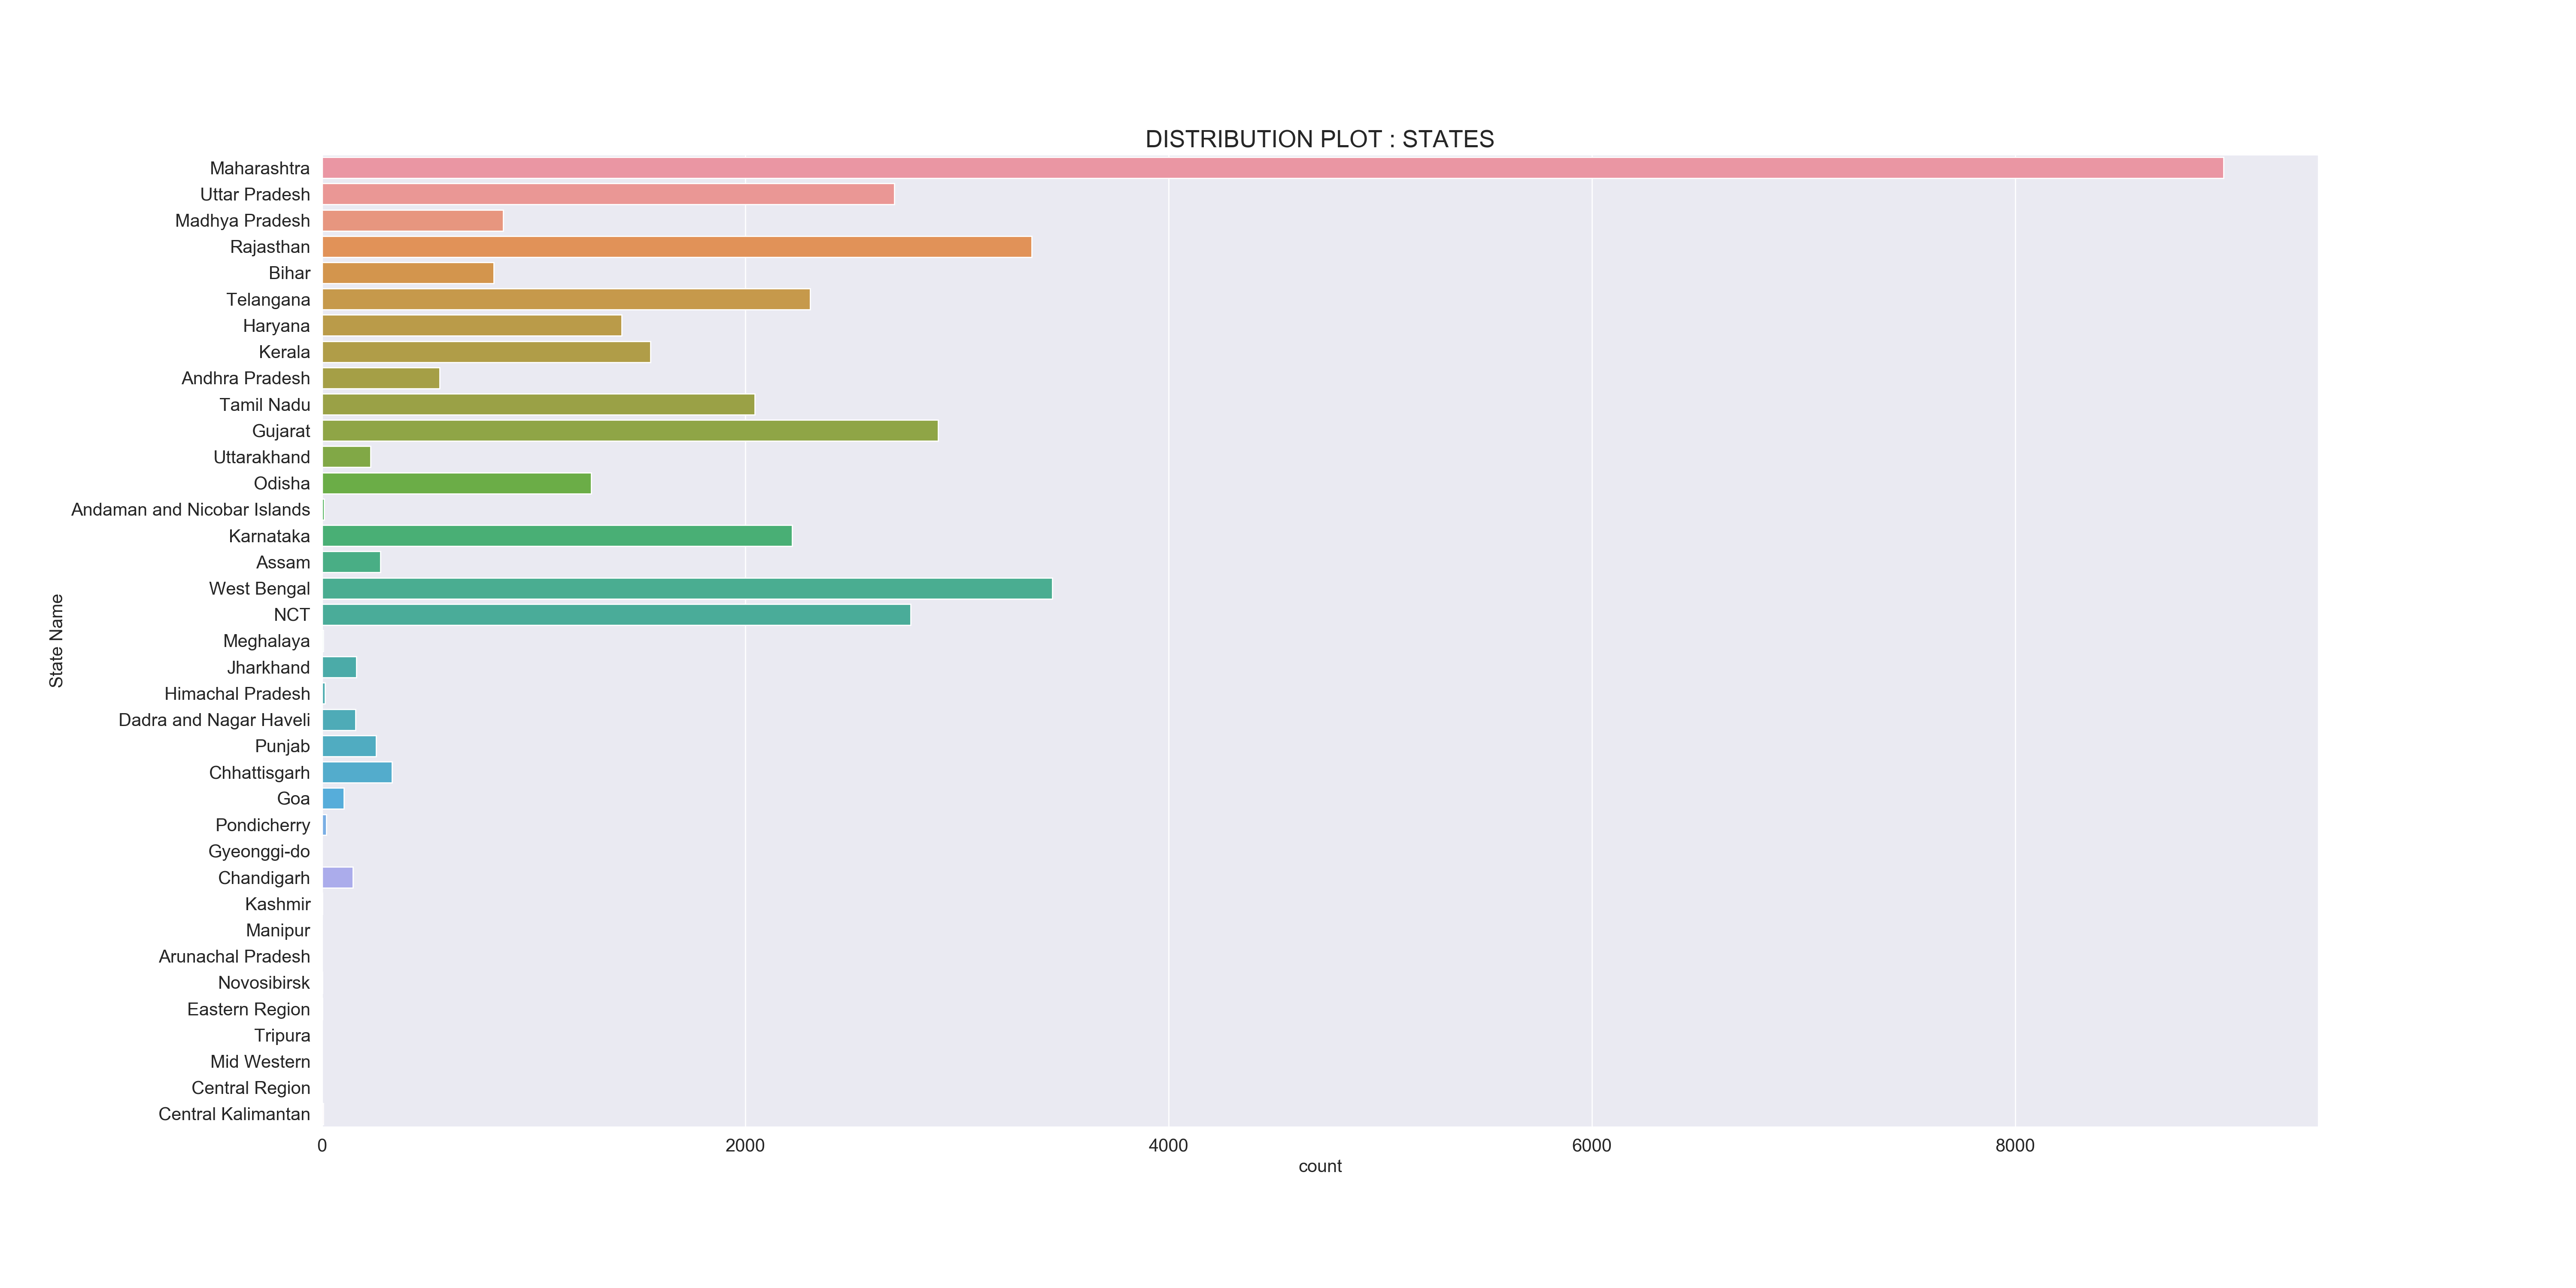 DISTRIBUTION PLOT : STATES
Maharashtra
Uttar Pradesh
Madhya Pradesh
Rajasthan
Bihar
Telangana
Haryana
Kerala
Andhra Pradesh
Tamil Nadu
Gujarat
Uttarakhand
Odisha
Andaman and Nicobar Islands
Karnataka
Assam
West Bengal
NCT
Meghalaya
Jharkhand
Himachal Pradesh
Dadra and Nagar Haveli
Punjab
Chhattisgarh
Goa
Pondicherry
Gyeonggi-do
Chandigarh
Kashmir
Manipur
Arunachal Pradesh
Novosibirsk
Eastern Region
Tripura
Mid Western
Central Region
Central Kalimantan
State Name
0 2000 4000 6000 8000
count